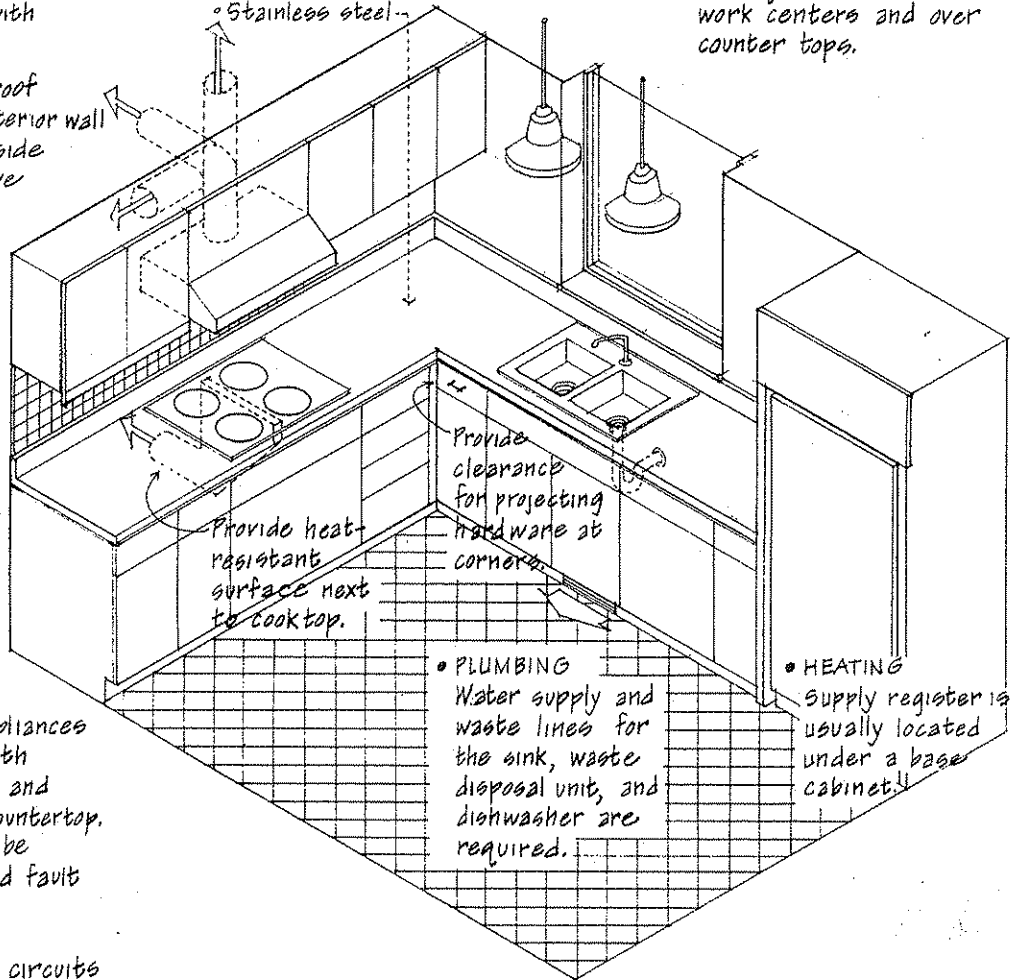 with
• Stainless steel
work centers and over
counter tops.
roof
terior wall
side
Provide
clearance
for projecting
hardware at
corners.
Provide heat-
resistant
surface next
to cooktop.
• PLUMBING
Water supply and
waste lines for
the sink, waste
disposal unit, and
dishwasher are
required.
• HEATING
Supply register is
usually located
under a base
cabinet.
pliances
th
and
untertop.
be
d fault
circuits